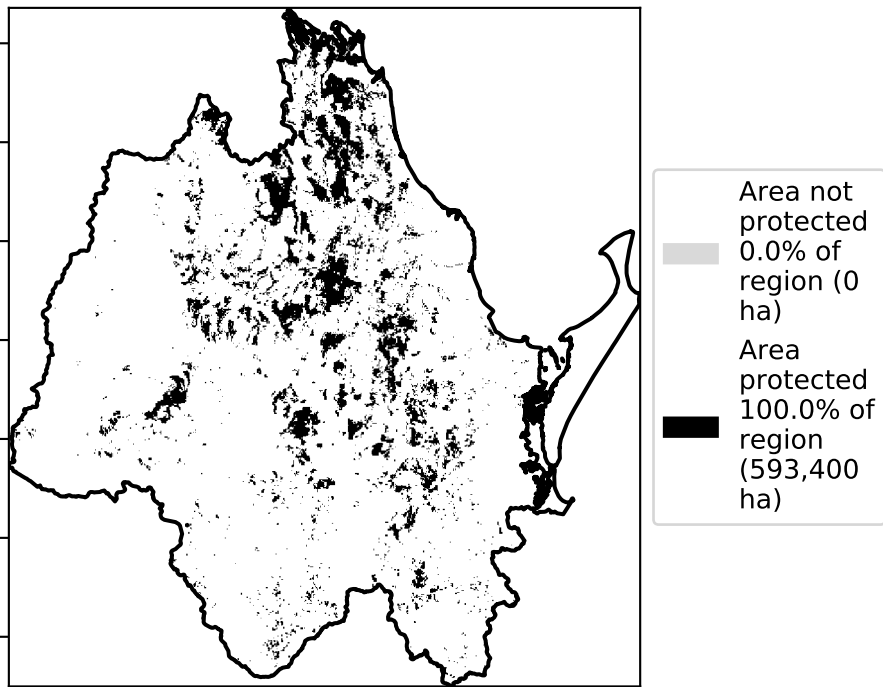 Area not
protected
0.0% of
region (0
ha)
Area
protected
100.0% of
region
(593,400
ha)